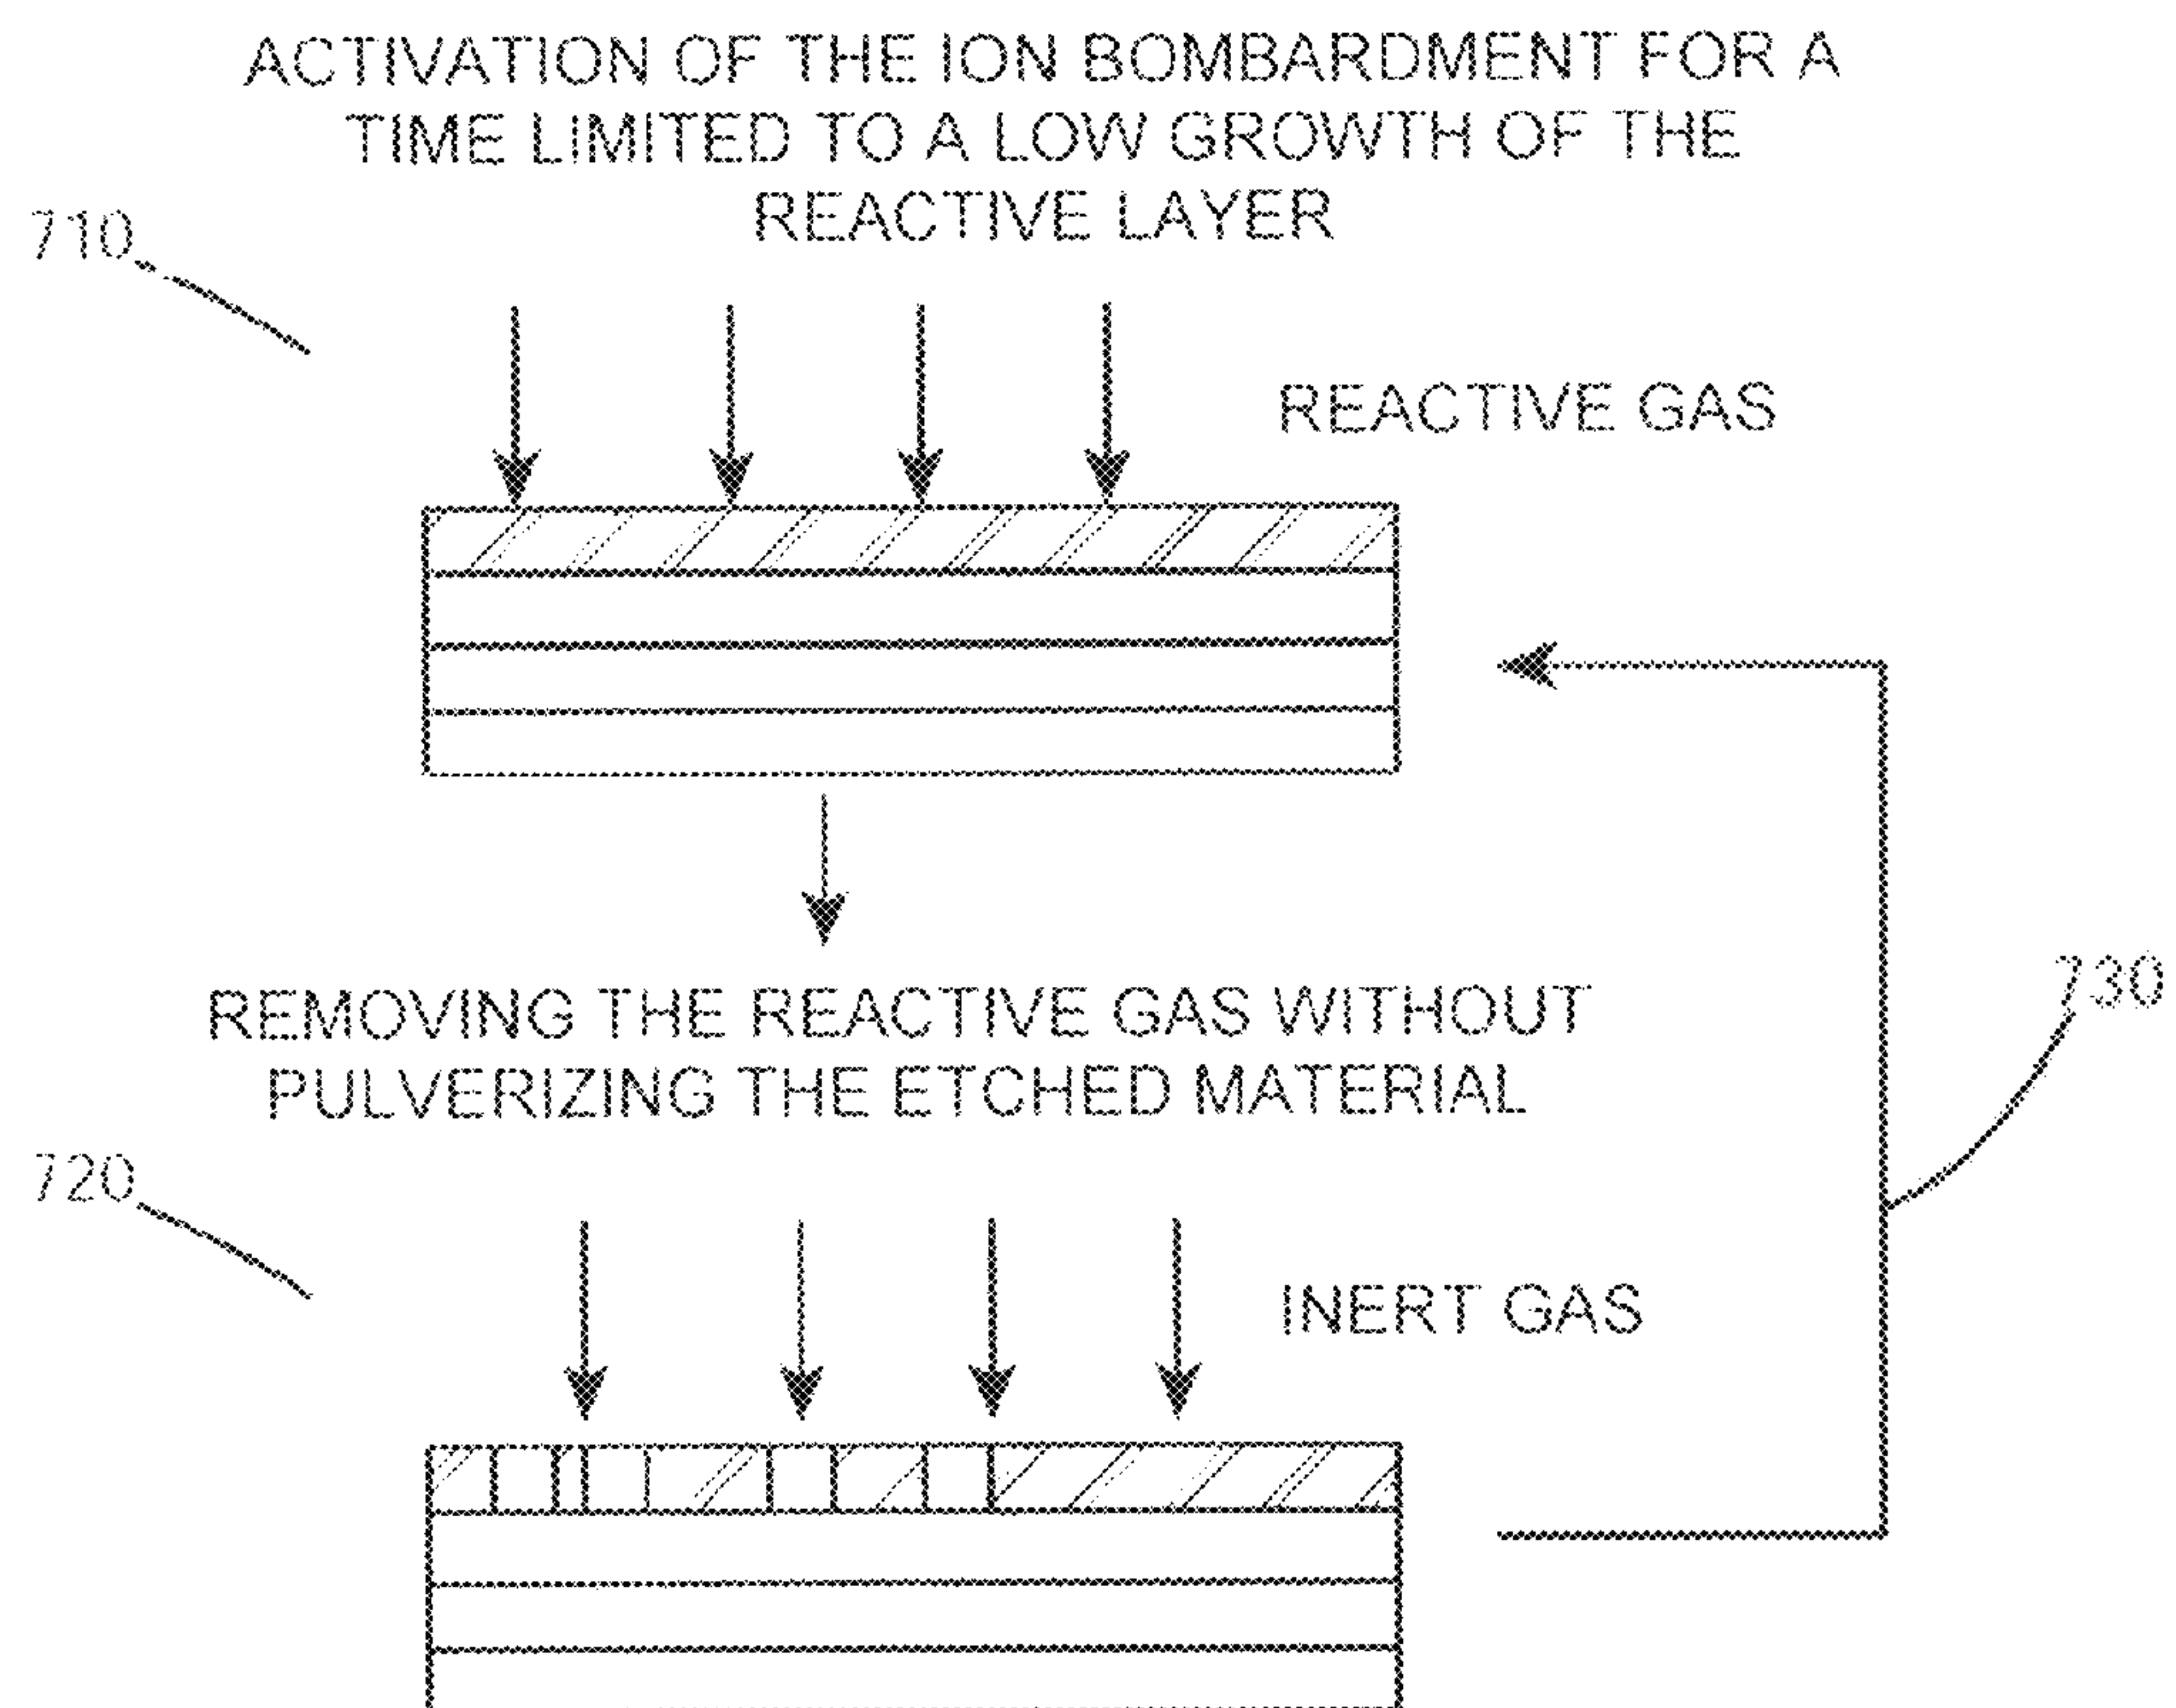 ACTIVATION OF THE ION BOMBARDMENT FOR A
TIME LIMITED TO A LOW GROWTH OF THE
REACTIVE LAYER
710
REACTIVE GAS
REMOVING THE REACTIVE GAS WITHOUT
PULVERIZING THE ETCHED MATERIAL
730
720
INERT GAS